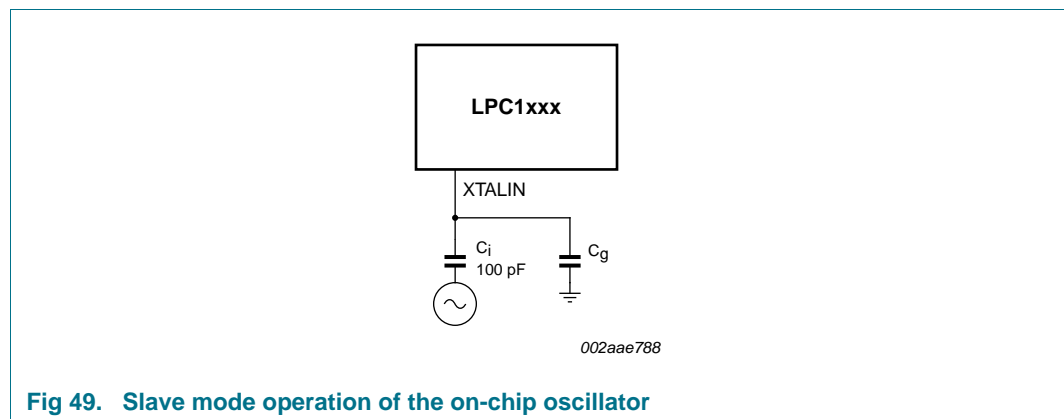 LPC1xxx
XTALIN
Ci
100 pF
Cg
002aae788
Fig 49. Slave mode operation of the on-chip oscillator